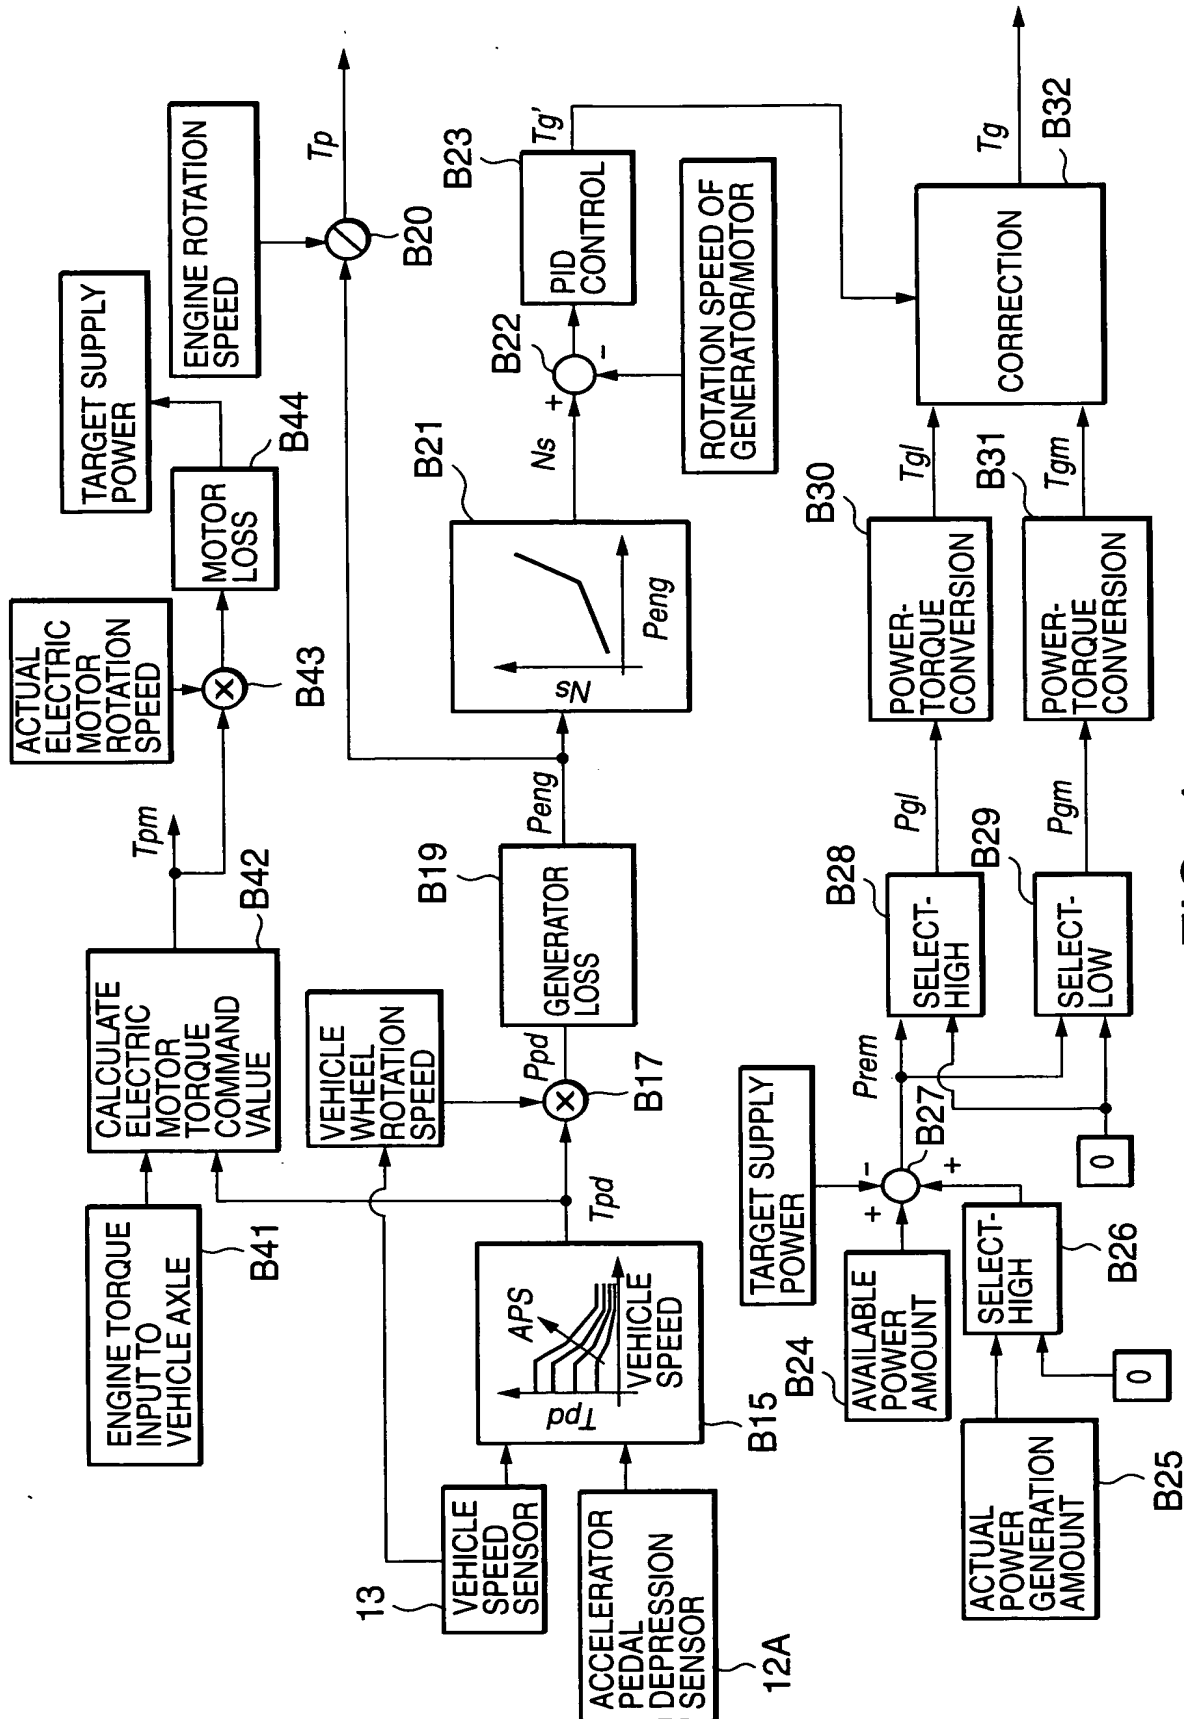 ENGINE TORQUE
INPUT TO
VEHICLE AXLE
B41
CALCULATE
ELECTRIC
MOTOR
TORQUE
COMMAND
VALUE
B42
Tpm
ACTUAL
ELECTRIC
MOTOR
ROTATION
SPEED
B43
MOTOR
LOSS
B44
TARGET SUPPLY
POWER
ENGINE ROTATION
SPEED
Tp
B20
13
VEHICLE
SPEED
SENSOR
ACCELERATOR
PEDAL
DEPRESSION
SENSOR
12A
APS
Tpd
VEHICLE
SPEED
B15
Tpd
VEHICLE
WHEEL
ROTATION
SPEED
Ppd
B17
B19
GENERATOR
LOSS
Peng
B21
Ns
Peng
Ns
+
-
B22
B23
PID
CONTROL
Tg'
ROTATION SPEED OF
GENERATOR/MOTOR
TARGET SUPPLY
POWER
B24
AVAILABLE
POWER
AMOUNT
ACTUAL
POWER
GENERATION
AMOUNT
B25
0
SELECT-
HIGH
B26
+
-
+
B27
Prem
0
B28
SELECT-
HIGH
B29
SELECT-
LOW
Pgl
Pgm
B30
POWER-
TORQUE
CONVERSION
B31
POWER-
TORQUE
CONVERSION
Tgl
Tgm
CORRECTION
B32
Tg